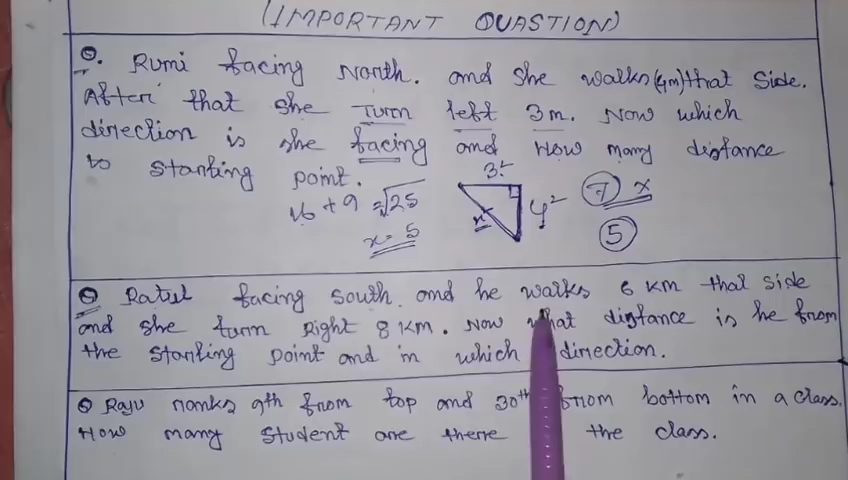 (IMPORTANT QUASTION)
Q. Rumi facing North. and she walks (4m) that side.
After that she Turn left 3m. Now which
direction is she facing and How many distance
to starting point.
3² 
16 + 9 = √25 x² 4² 7 x
x = 5 5
Q Ratul facing South. and he walks 6 KM that side
and she turn Right 8 KM. Now what distance is he from
the starting point and in which direction.
Q Raju ranks 9th from top and 30th from bottom in a class.
How many student are there the class.